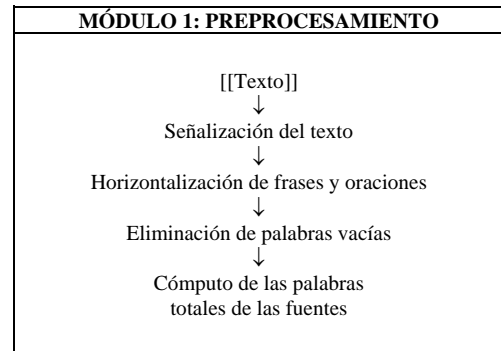 MÓDULO 1: PREPROCESAMIENTO
[[Texto]]
↓
Señalización del texto
↓
Horizontalización de frases y oraciones
↓
Eliminación de palabras vacías
↓
Cómputo de las palabras
totales de las fuentes